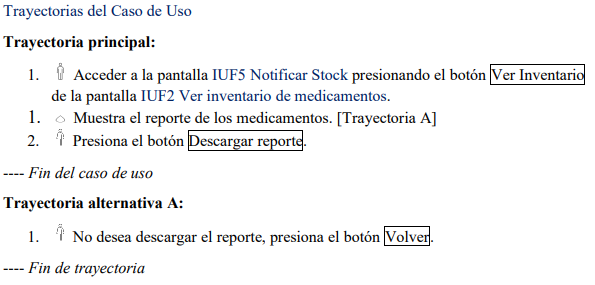 Trayectorias del Caso de Uso
Trayectoria principal:
1. Acceder a la pantalla IUF5 Notificar Stock presionando el botón Ver Inventario
de la pantalla IUF2 Ver inventario de medicamentos.
1. Muestra el reporte de los medicamentos. [Trayectoria A]
2. Presiona el botón Descargar reporte.
---- Fin del caso de uso
Trayectoria alternativa A:
1. No desea descargar el reporte, presiona el botón Volver.
---- Fin de trayectoria